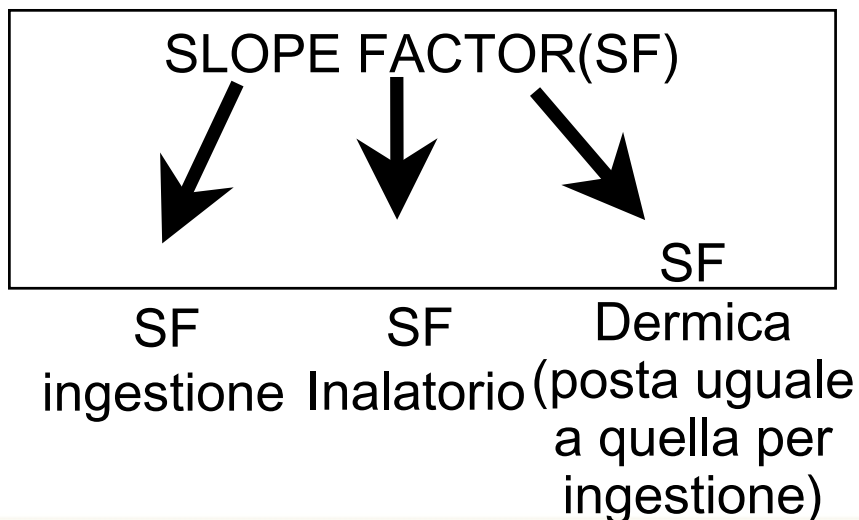 SLOPE FACTOR(SF)
SF
ingestione
SF
Inalatorio
SF
Dermica
(posta uguale
a quella per
ingestione)